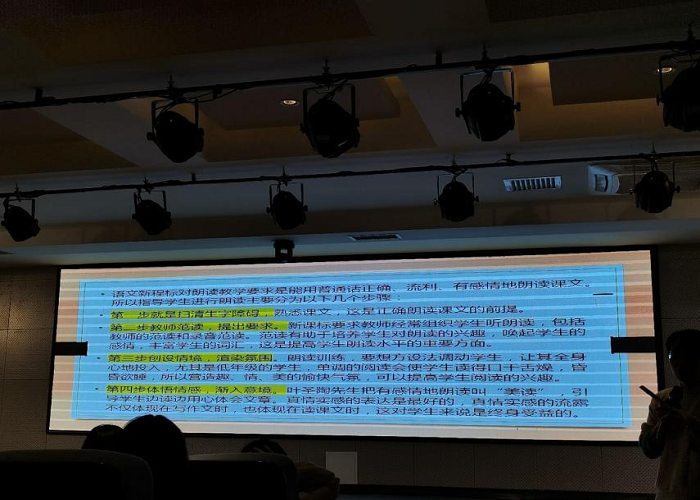 语文新程标对朗读教学要求是能用普通话正确、流利、有感情地朗读课文。
所以指导学生进行朗读主要分为以下几个步骤：
第一步就是扫清生字障碍，熟悉课文，这是正确朗读课文的前提。
第二步教师范读，提出要求。新课标要求教师经常组织学生听朗读，包括
教师的范读和录音范读。范读有助于培养学生对朗读的兴趣，唤起学生的
感情，丰富学生的词汇，这是提高学生朗读水平的重要方面。
第三步创设情境，渲染氛围。朗读训练，要想方设法调动学生，让其全身
心地投入，尤其是低年级的学生，单调的阅读会使学生读得口干舌燥，昏
昏欲睡，所以营造趣、情、美的愉快气氛，可以提高学生阅读的兴趣。
第四步体悟情感，渐入意境。叶圣陶先生把有感情地朗读叫“美读”，引
导学生边读边用心体会文章，真情实感的表达是最好的，真情实感的流露
不仅体现在写作文时，也体现在读课文时，这对学生来说是终身受益的。